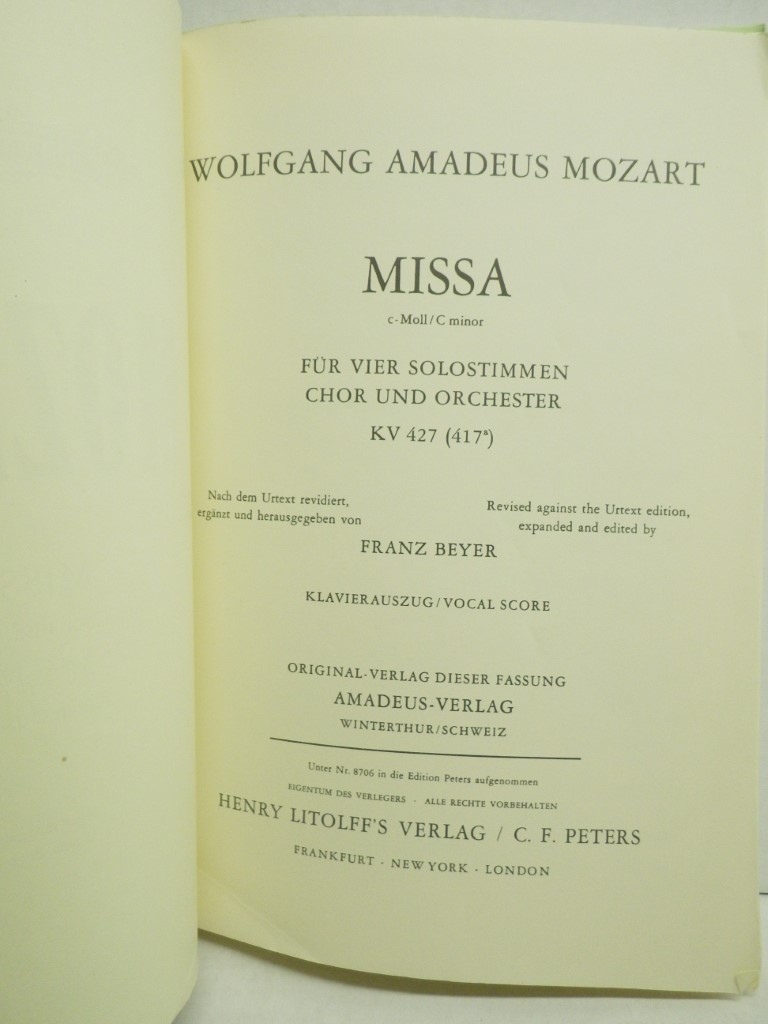 WOLFGANG AMADEUS MOZART
MISSA
c-Moll/C minor
FÜR VIER SOLOSTIMMEN
CHOR UND ORCHESTER
KV 427 (417ª)
Nach dem Urtext revidiert,
ergänzt und herausgegeben von
Revised against the Urtext edition,
expanded and edited by
FRANZ BEYER
KLAVIERAUSZUG/VOCAL SCORE
ORIGINAL-VERLAG DIESER FASSUNG
AMADEUS-VERLAG
WINTERTHUR/SCHWEIZ
Unter Nr. 8706 in die Edition Peters aufgenommen
EIGENTUM DES VERLEGERS · ALLE RECHTE VORBEHALTEN
HENRY LITOLFF'S VERLAG / C. F. PETERS
FRANKFURT · NEW YORK · LONDON